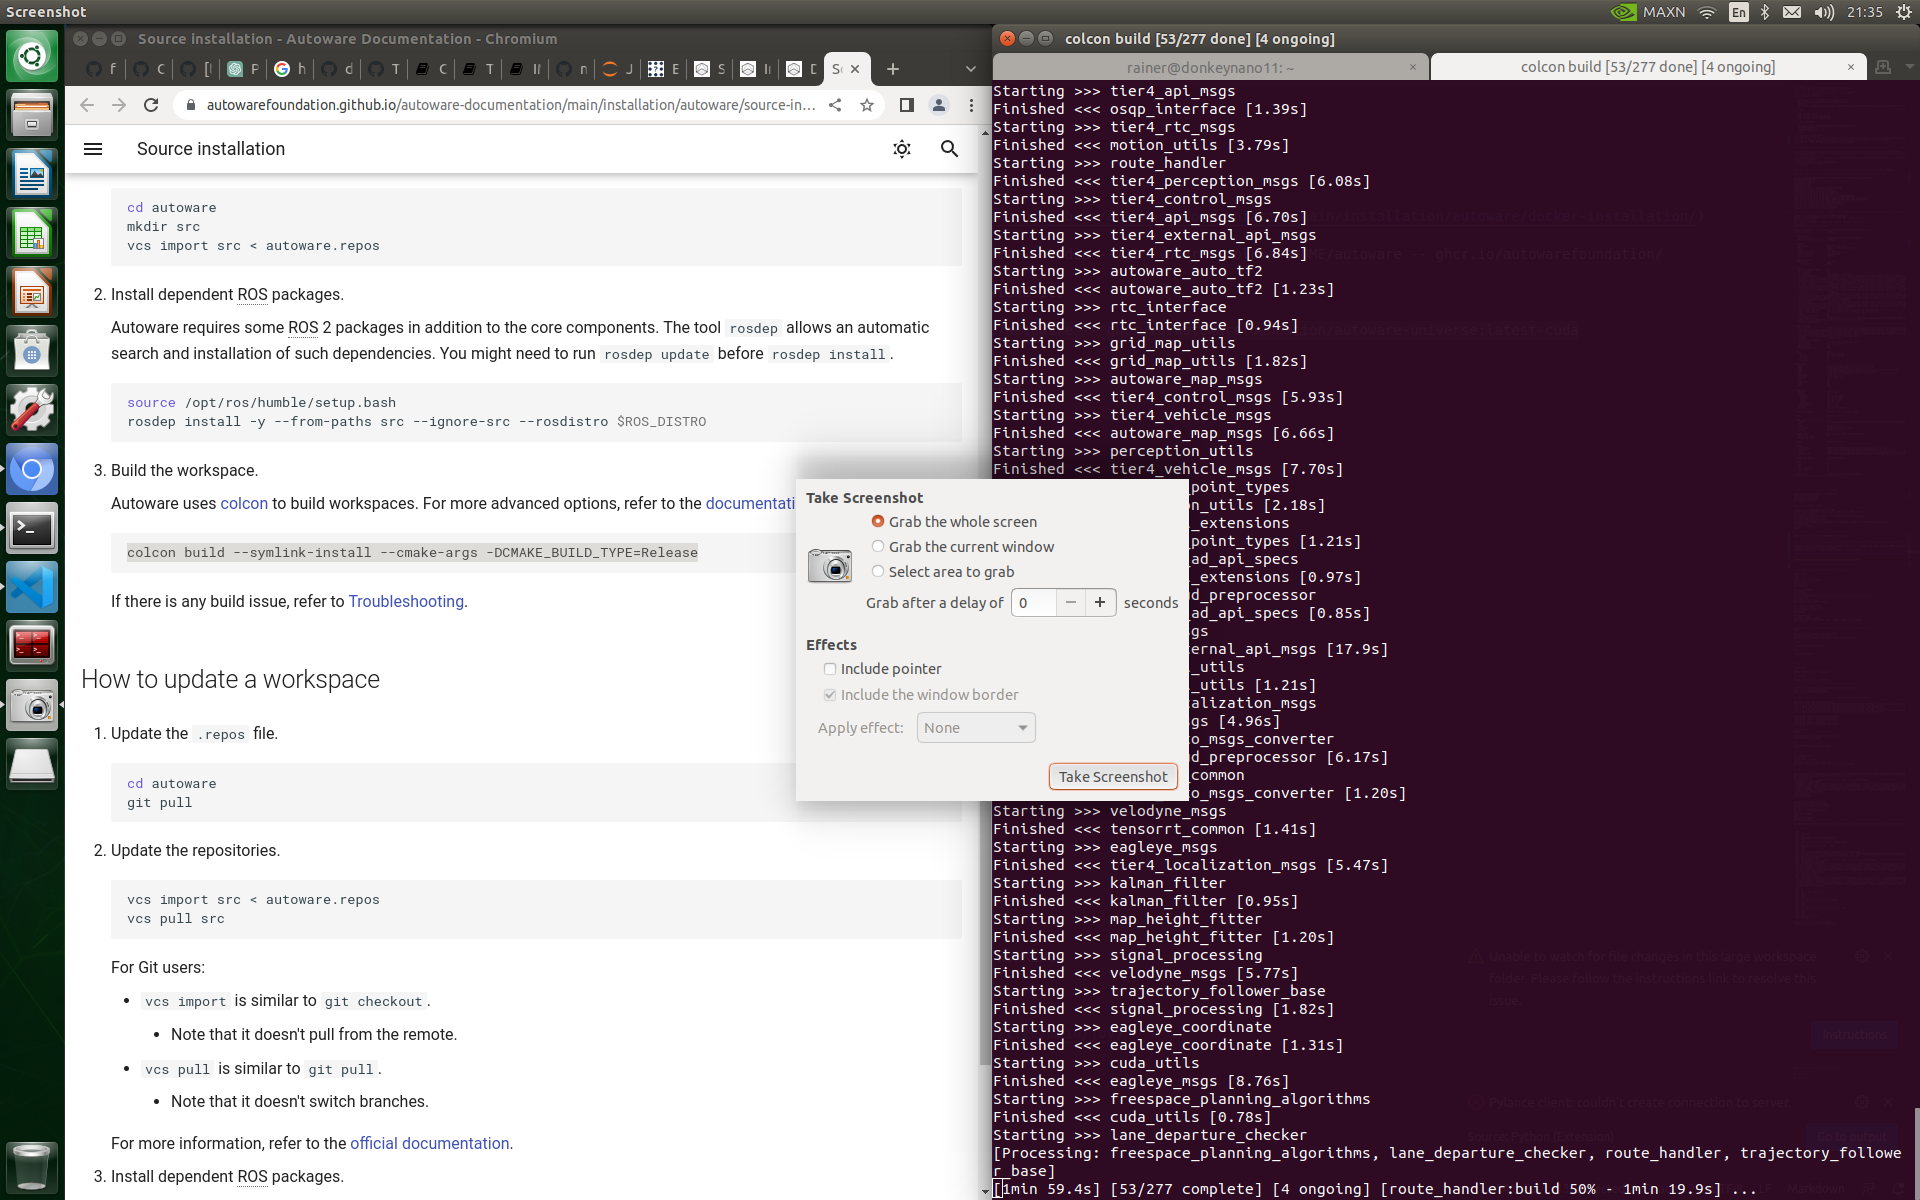 Screenshot
MAXN
En
21:35
Source installation - Autoware Documentation - Chromium
f
C
[
P
h
d
T
C
T
I
n
J
E
S
I
D
S
autowarefoundation.github.io/autoware-documentation/main/installation/autoware/source-in...
Source installation
cd autoware
mkdir src
vcs import src < autoware.repos
2. Install dependent ROS packages.
Autoware requires some ROS 2 packages in addition to the core components. The tool rosdep allows an automatic
search and installation of such dependencies. You might need to run rosdep update before rosdep install.
source /opt/ros/humble/setup.bash
rosdep install -y --from-paths src --ignore-src --rosdistro $ROS_DISTRO
3. Build the workspace.
Autoware uses colcon to build workspaces. For more advanced options, refer to the documentati
colcon build --symlink-install --cmake-args -DCMAKE_BUILD_TYPE=Release
If there is any build issue, refer to Troubleshooting.
How to update a workspace
1. Update the .repos file.
cd autoware
git pull
2. Update the repositories.
vcs import src < autoware.repos
vcs pull src
For Git users:
• vcs import is similar to git checkout.
• Note that it doesn't pull from the remote.
• vcs pull is similar to git pull.
• Note that it doesn't switch branches.
For more information, refer to the official documentation.
3. Install dependent ROS packages.
Take Screenshot
Grab the whole screen
Grab the current window
Select area to grab
Grab after a delay of 0 − + seconds
Effects
Include pointer
Include the window border
Apply effect: None
Take Screenshot
colcon build [53/277 done] [4 ongoing]
rainer@donkeynano11: ~
colcon build [53/277 done] [4 ongoing]
Starting >>> tier4_api_msgs
Finished <<< osqp_interface [1.39s]
Starting >>> tier4_rtc_msgs
Finished <<< motion_utils [3.79s]
Starting >>> route_handler
Finished <<< tier4_perception_msgs [6.08s]
Starting >>> tier4_control_msgs
Finished <<< tier4_api_msgs [6.70s]
Starting >>> tier4_external_api_msgs
Finished <<< tier4_rtc_msgs [6.84s]
Starting >>> autoware_auto_tf2
Finished <<< autoware_auto_tf2 [1.23s]
Starting >>> rtc_interface
Finished <<< rtc_interface [0.94s]
Starting >>> grid_map_utils
Finished <<< grid_map_utils [1.82s]
Starting >>> autoware_map_msgs
Finished <<< tier4_control_msgs [5.93s]
Starting >>> tier4_vehicle_msgs
Finished <<< autoware_map_msgs [6.66s]
Starting >>> perception_utils
Finished <<< tier4_vehicle_msgs [7.70s]
point_types
n_utils [2.18s]
_extensions
point_types [1.21s]
ad_api_specs
_extensions [0.97s]
d_preprocessor
ad_api_specs [0.85s]
gs
ernal_api_msgs [17.9s]
_utils
_utils [1.21s]
alization_msgs
gs [4.96s]
o_msgs_converter
d_preprocessor [6.17s]
common
o_msgs_converter [1.20s]
Starting >>> velodyne_msgs
Finished <<< tensorrt_common [1.41s]
Starting >>> eagleye_msgs
Finished <<< tier4_localization_msgs [5.47s]
Starting >>> kalman_filter
Finished <<< kalman_filter [0.95s]
Starting >>> map_height_fitter
Finished <<< map_height_fitter [1.20s]
Starting >>> signal_processing
Finished <<< velodyne_msgs [5.77s]
Starting >>> trajectory_follower_base
Finished <<< signal_processing [1.82s]
Starting >>> eagleye_coordinate
Finished <<< eagleye_coordinate [1.31s]
Starting >>> cuda_utils
Finished <<< eagleye_msgs [8.76s]
Starting >>> freespace_planning_algorithms
Finished <<< cuda_utils [0.78s]
Starting >>> lane_departure_checker
[Processing: freespace_planning_algorithms, lane_departure_checker, route_handler, trajectory_followe
r_base]
[1min 59.4s] [53/277 complete] [4 ongoing] [route_handler:build 50% - 1min 19.9s] ...